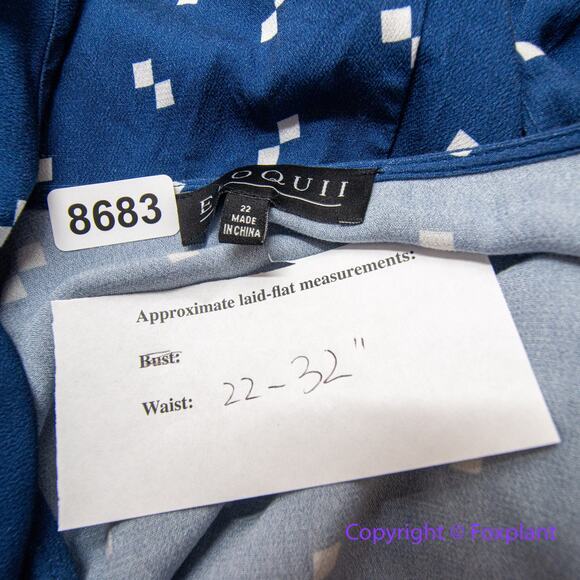 8683
ELOQUII
22
MADE
IN CHINA
Approximate laid-flat measurements:
Bust:
Waist: 22-32"
Copyright © Foxplant